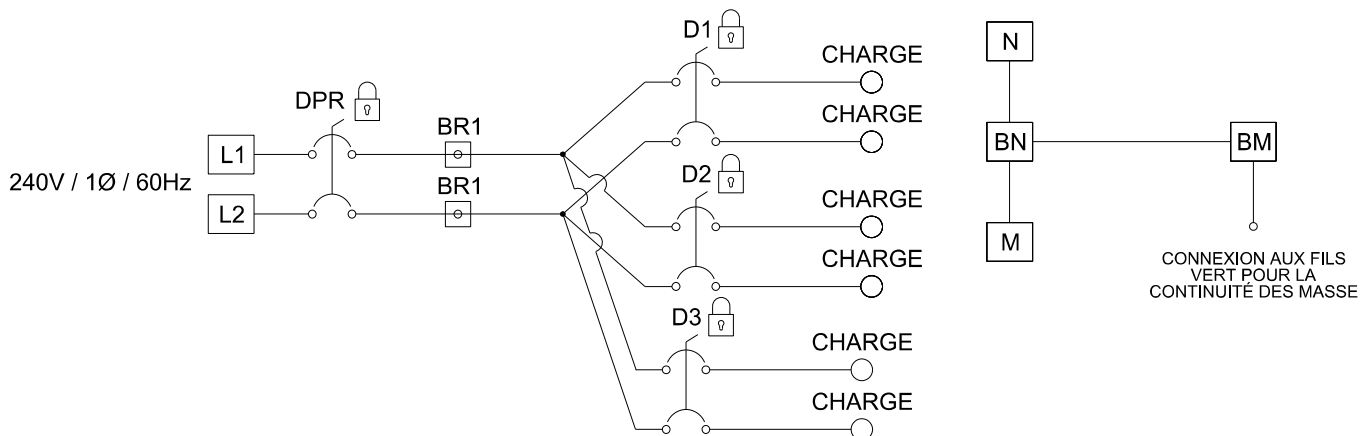 D1
CHARGE
N
DPR
BR1
CHARGE
L1
BN
BM
240V / 1Ø / 60Hz
BR1
D2
L2
CHARGE
M
CHARGE
CONNEXION AUX FILS
VERT POUR LA
CONTINUITÉ DES MASSE
D3
CHARGE
CHARGE